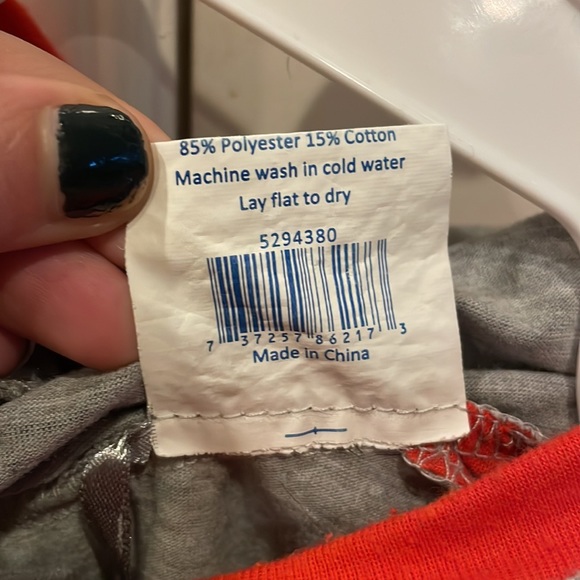 85% Polyester 15% Cotton
Machine wash in cold water
Lay flat to dry
5294380
7 37257 86217 3
Made In China